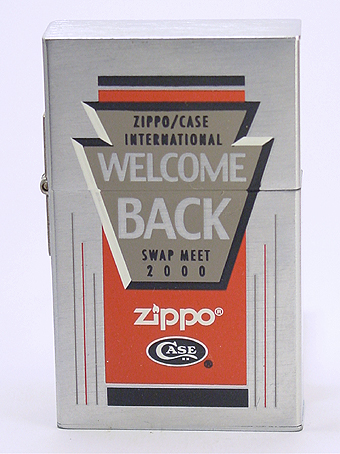 ZIPPO/CASE
INTERNATIONAL
WELCOME
BACK
SWAP MEET
2000
zippo®
CASE